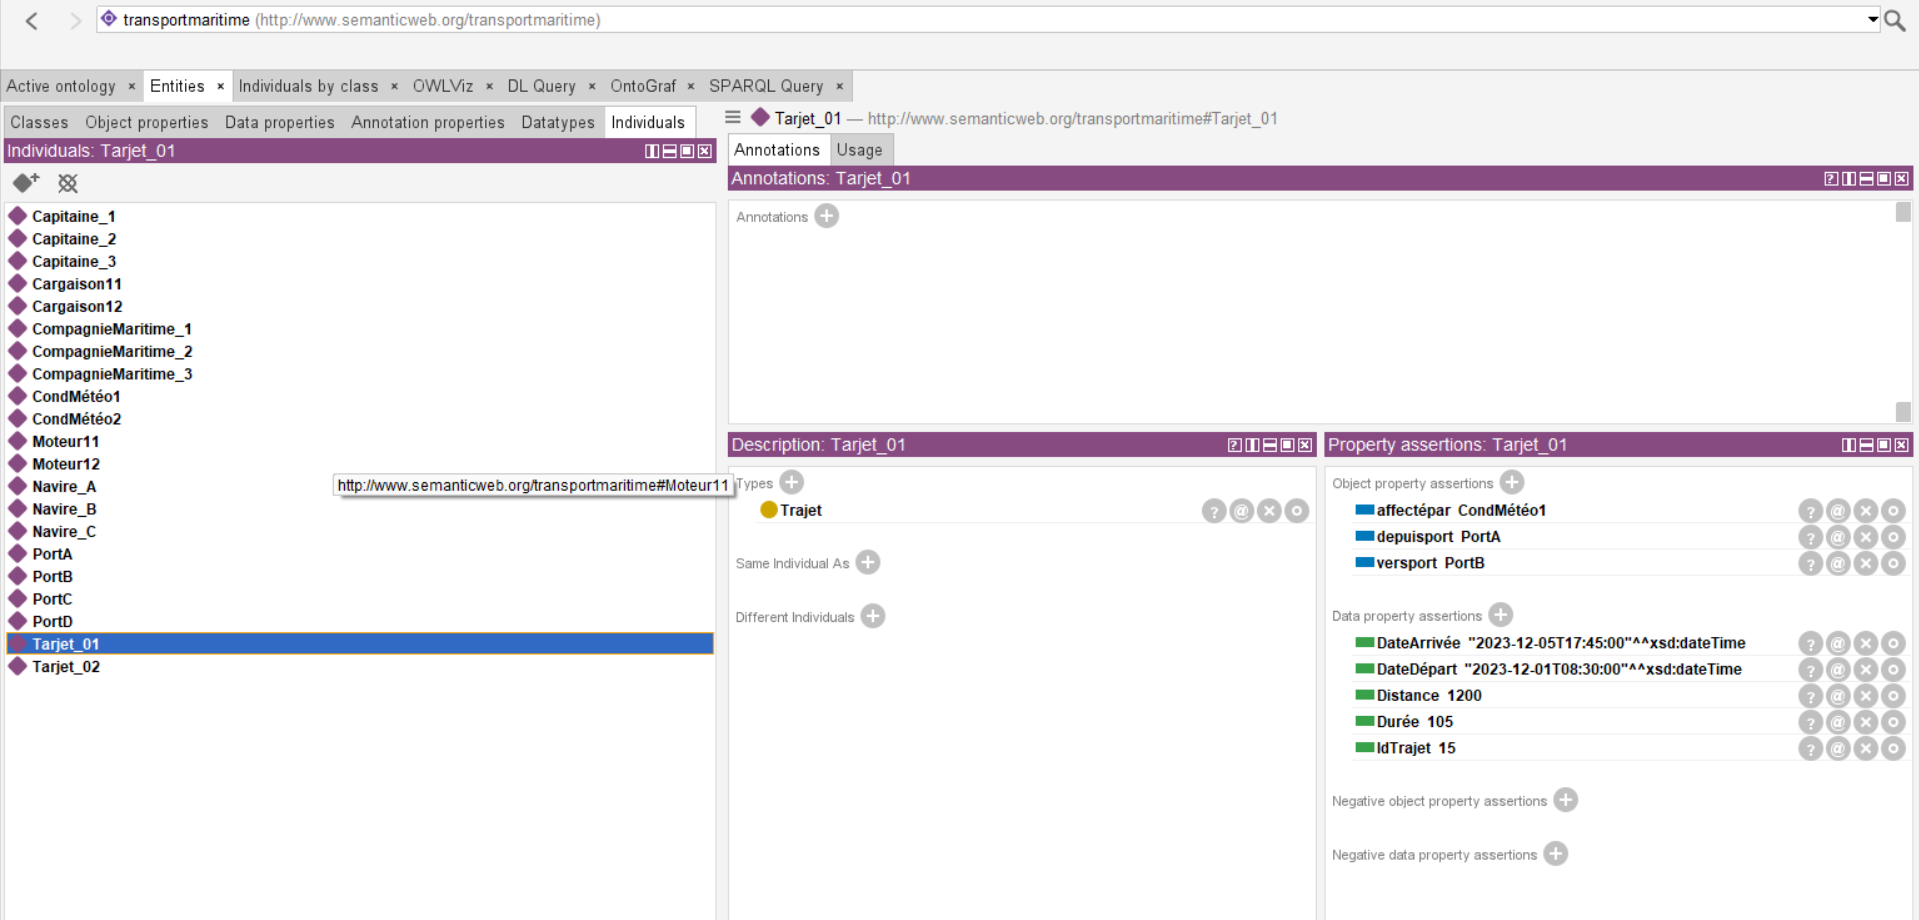 transportmaritime (http://www.semanticweb.org/transportmaritime)
Active ontology × Entities × Individuals by class × OWLViz × DL Query × OntoGraf × SPARQL Query ×
Classes Object properties Data properties Annotation properties Datatypes Individuals
Individuals: Tarjet_01
Capitaine_1
Capitaine_2
Capitaine_3
Cargaison11
Cargaison12
CompagnieMaritime_1
CompagnieMaritime_2
CompagnieMaritime_3
CondMétéo1
CondMétéo2
Moteur11
Moteur12
Navire_A
Navire_B
Navire_C
PortA
PortB
PortC
PortD
Tarjet_01
Tarjet_02
http://www.semanticweb.org/transportmaritime#Moteur11
Tarjet_01 — http://www.semanticweb.org/transportmaritime#Tarjet_01
Annotations Usage
Annotations: Tarjet_01
Annotations
Description: Tarjet_01
Types
Trajet
Same Individual As
Different Individuals
Property assertions: Tarjet_01
Object property assertions
affectépar CondMétéo1
depuisport PortA
versport PortB
Data property assertions
DateArrivée "2023-12-05T17:45:00"^^xsd:dateTime
DateDépart "2023-12-01T08:30:00"^^xsd:dateTime
Distance 1200
Durée 105
IdTrajet 15
Negative object property assertions
Negative data property assertions